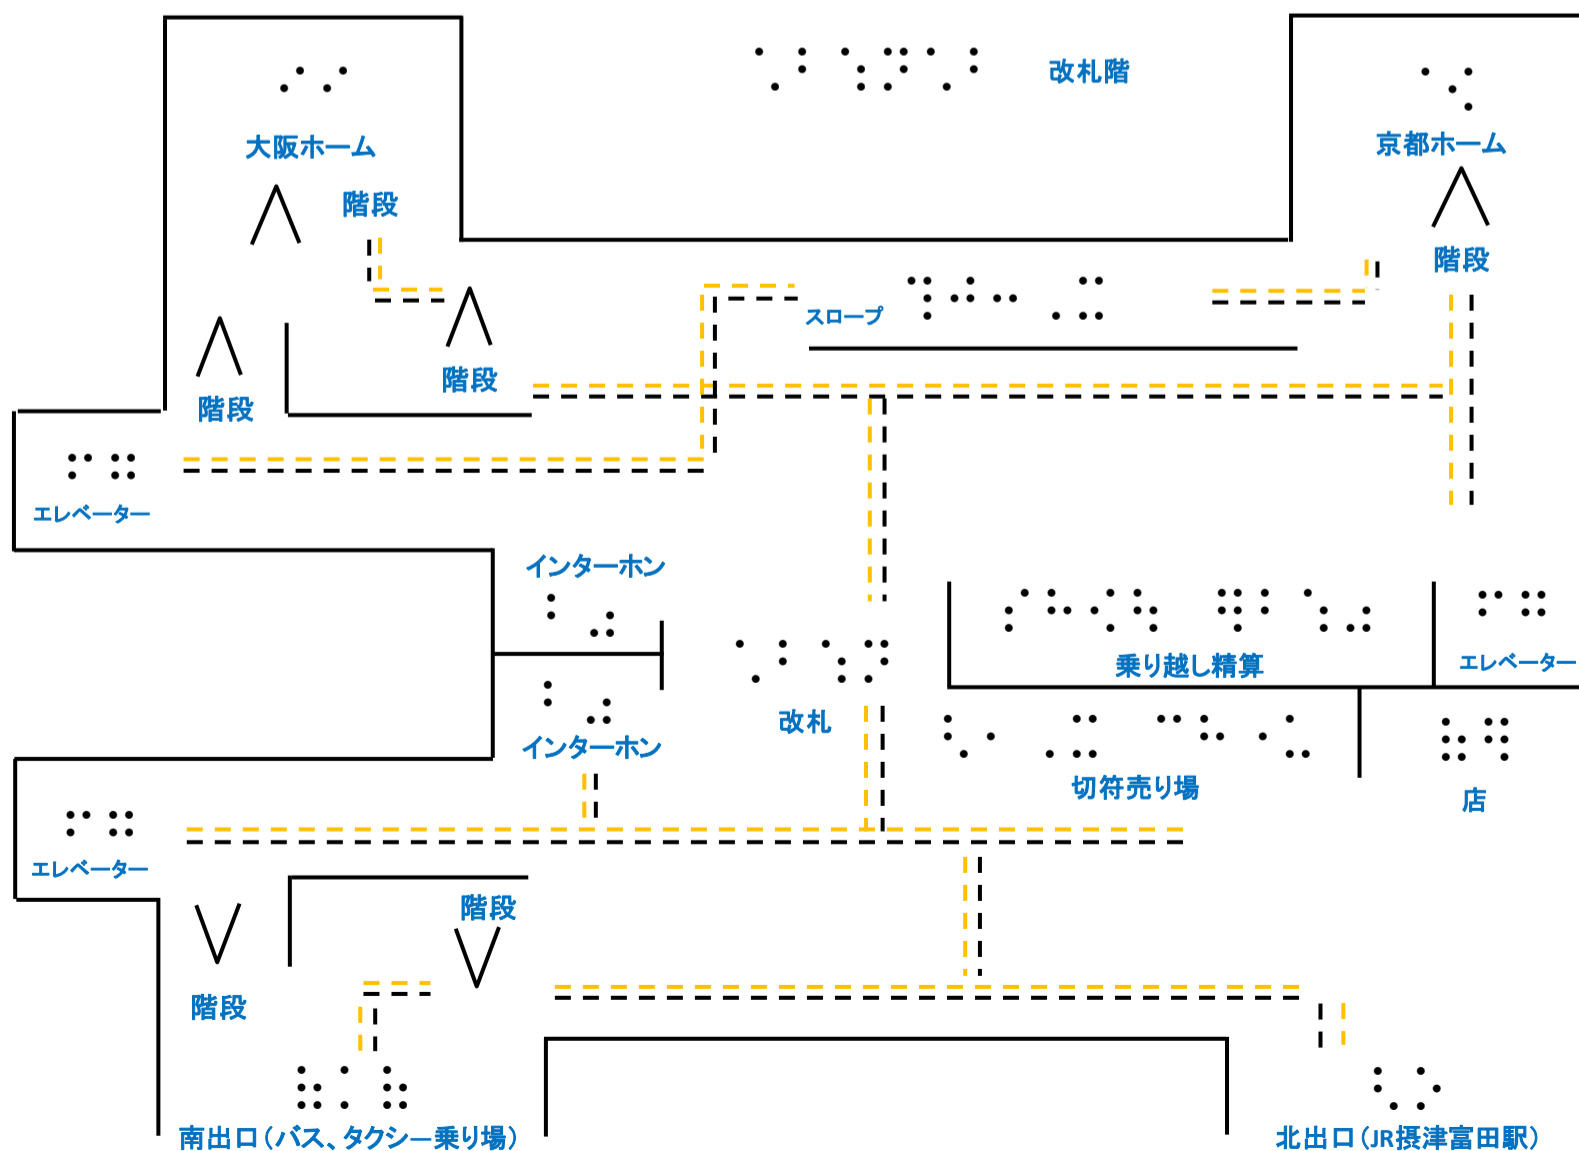 改札階
大阪ホーム
京都ホーム
階段
階段
スロープ
階段
階段
エレベーター
インターホン
乗り越し精算
エレベーター
改札
インターホン
切符売り場
店
エレベーター
階段
階段
南出口（バス、タクシー乗り場）
北出口（JR摂津富田駅）